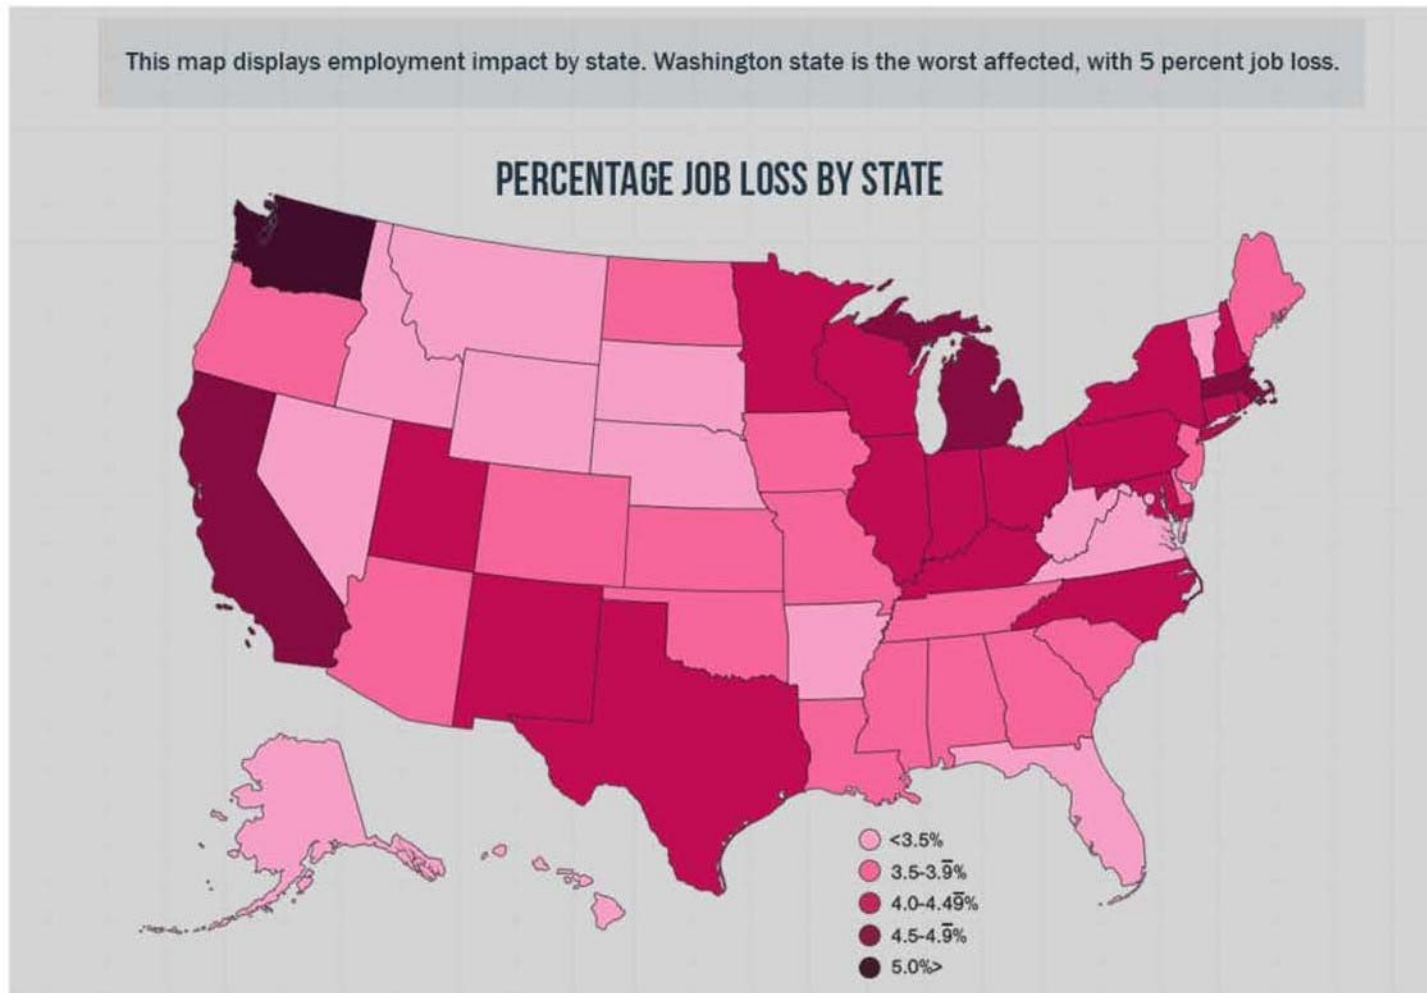 This map displays employment impact by state. Washington state is the worst affected, with 5 percent job loss.
PERCENTAGE JOB LOSS BY STATE
<3.5%
3.5-3.9̅%
4.0-4.49̅%
4.5-4.9̅%
5.0%>